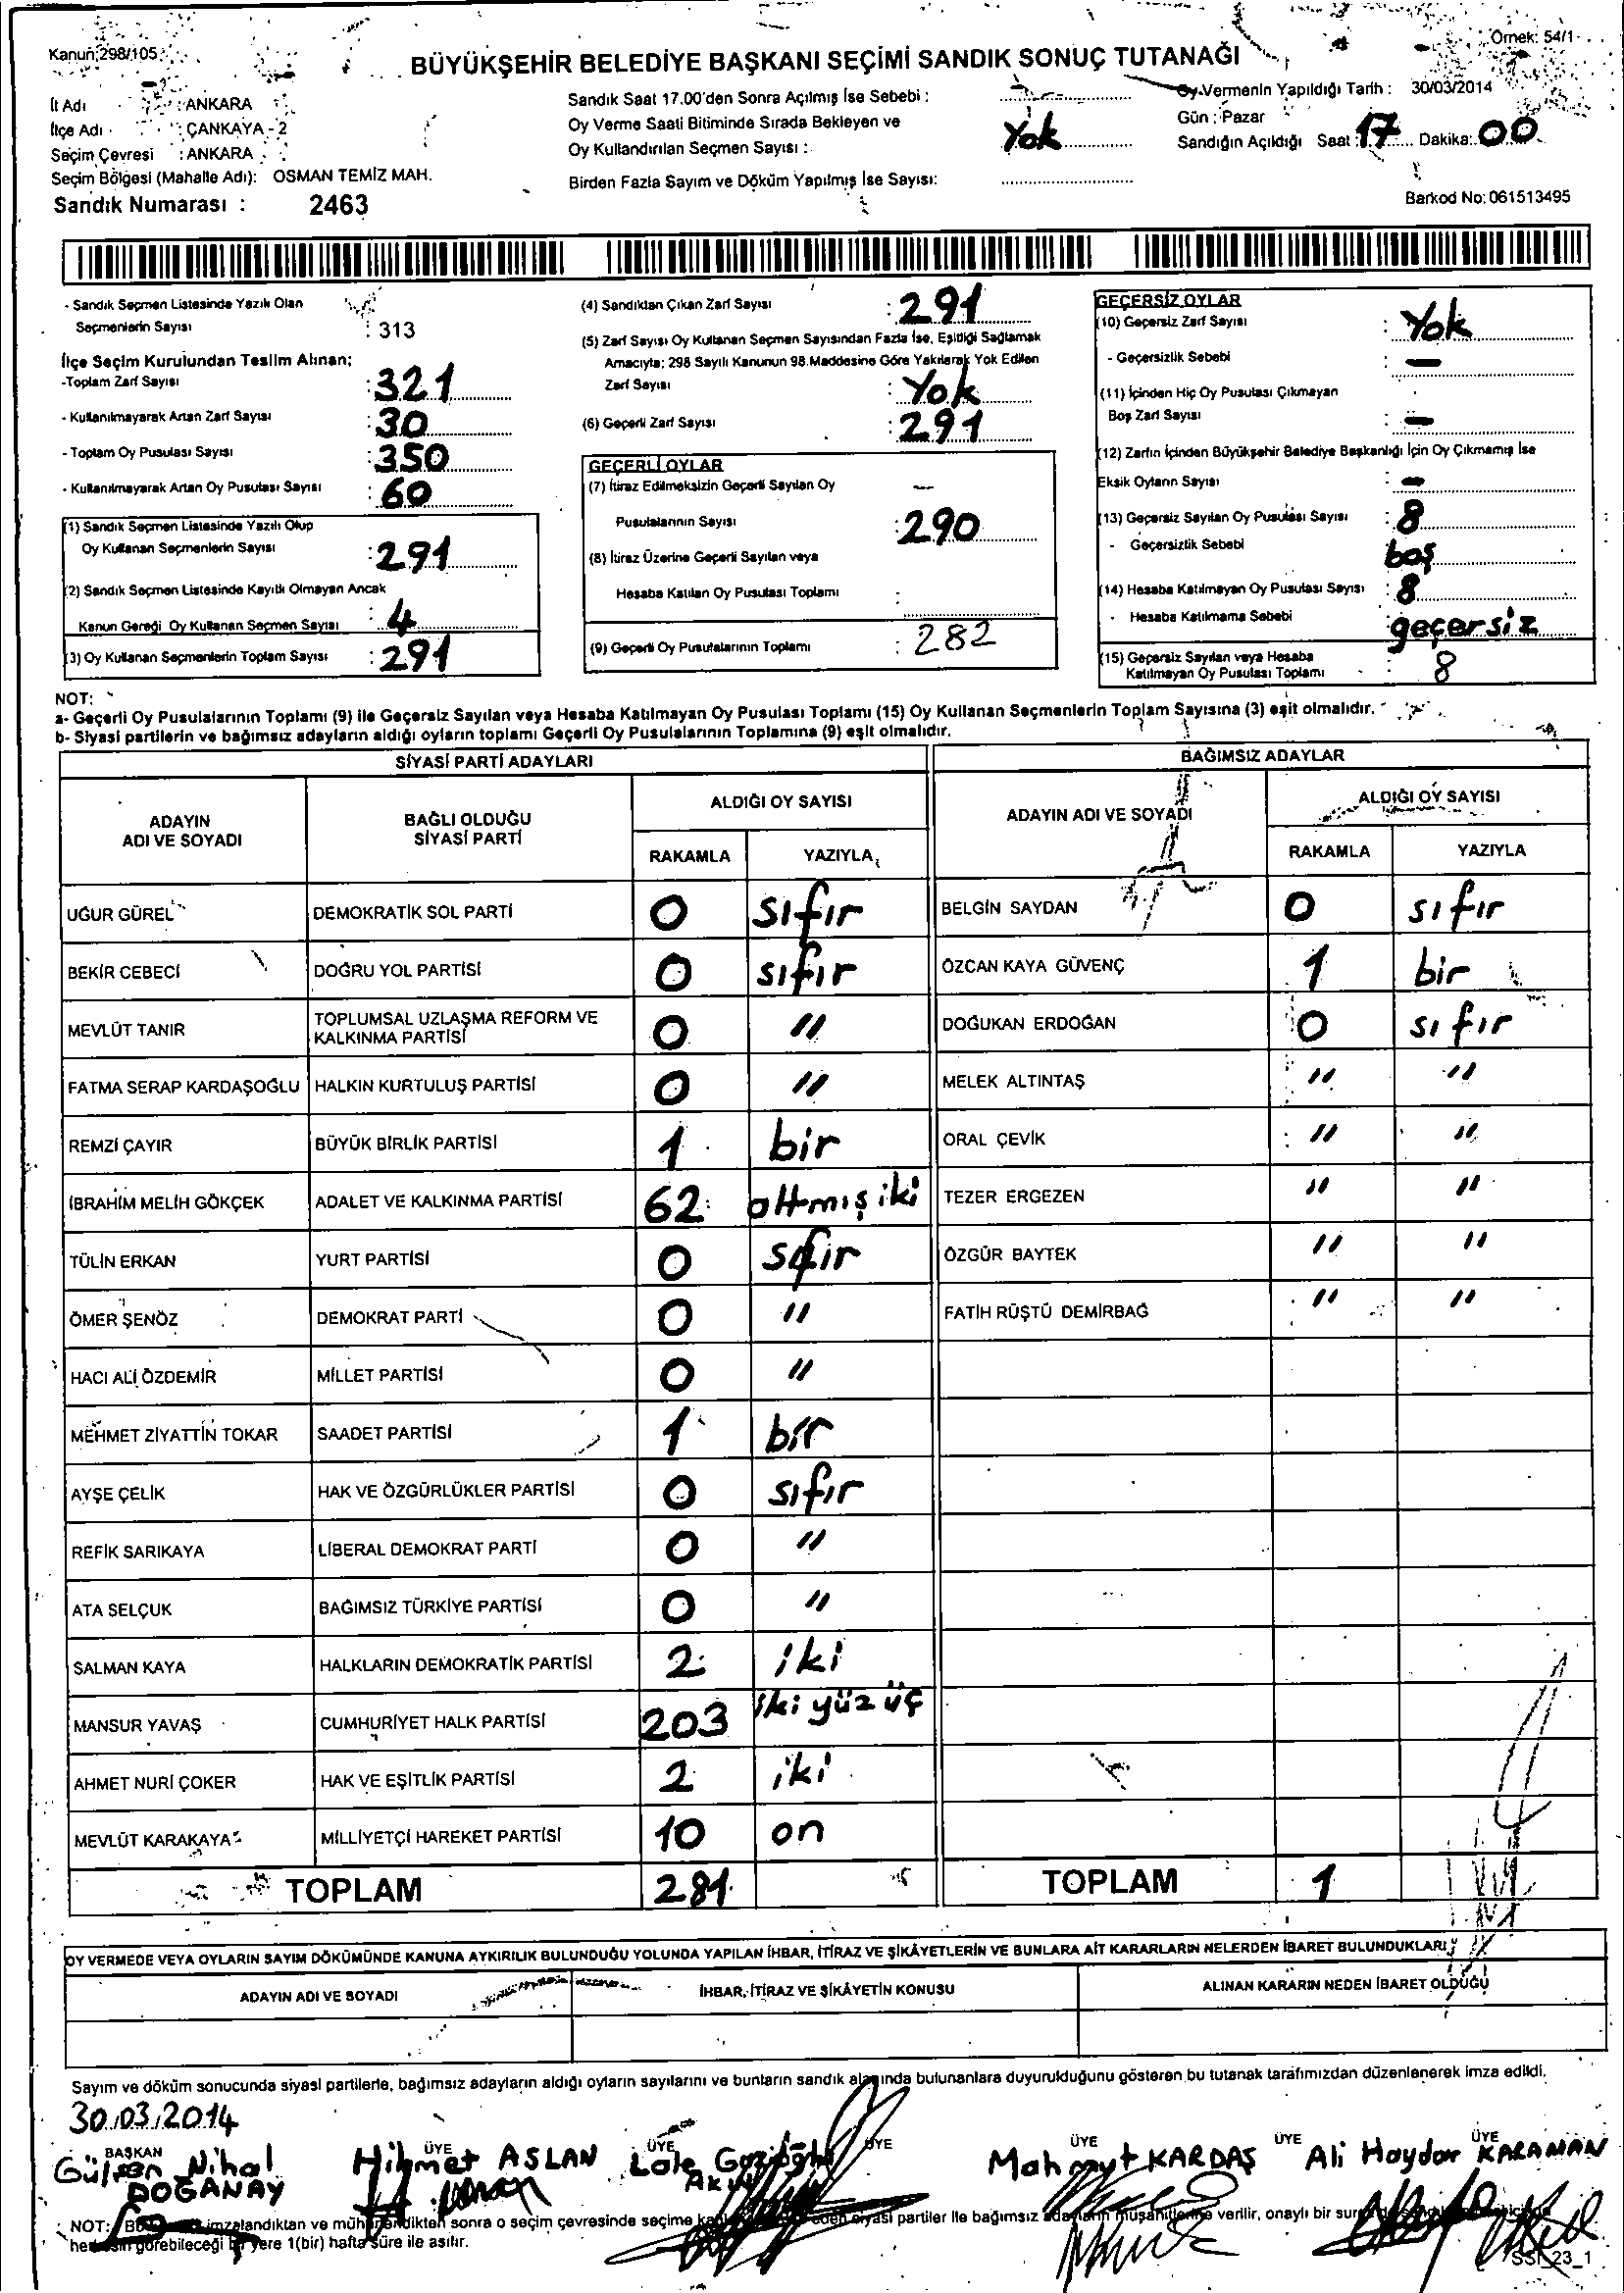 Kanun;298/105
Örnek: 54/1
BÜYÜKŞEHİR BELEDİYE BAŞKANI SEÇİMİ SANDIK SONUÇ TUTANAĞI
İl Adı : ANKARA
İlçe Adı : ÇANKAYA - 2
Seçim Çevresi : ANKARA
Seçim Bölgesi (Mahalle Adı): OSMAN TEMİZ MAH.
Sandık Numarası : 2463
Sandık Saat 17.00'den Sonra Açılmış İse Sebebi :
Oy Verme Saati Bitiminde Sırada Bekleyen ve
Oy Kullandırılan Seçmen Sayısı : Yok
Birden Fazla Sayım ve Döküm Yapılmış İse Sayısı:
Oy Vermenin Yapıldığı Tarih : 30/03/2014
Gün : Pazar
Sandığın Açıldığı Saat : 17 Dakika: 00
Barkod No: 061513495
- Sandık Seçmen Listesinde Yazılı Olan
Seçmenlerin Sayısı : 313
İlçe Seçim Kurulundan Teslim Alınan;
-Toplam Zarf Sayısı : 321
- Kullanılmayarak Artan Zarf Sayısı : 30
- Toplam Oy Pusulası Sayısı : 350
- Kullanılmayarak Artan Oy Pusulası Sayısı : 60
(1) Sandık Seçmen Listesinde Yazılı Olup
Oy Kullanan Seçmenlerin Sayısı : 291
(2) Sandık Seçmen Listesinde Kayıtlı Olmayan Ancak
Kanun Gereği Oy Kullanan Seçmen Sayısı : 4
(3) Oy Kullanan Seçmenlerin Toplam Sayısı : 291
(4) Sandıktan Çıkan Zarf Sayısı : 291
(5) Zarf Sayısı Oy Kullanan Seçmen Sayısından Fazla İse, Eşitliği Sağlamak
Amacıyla; 298 Sayılı Kanunun 98.Maddesine Göre Yakılarak Yok Edilen
Zarf Sayısı : Yok
(6) Geçerli Zarf Sayısı : 291
GEÇERLİ OYLAR
(7) İtiraz Edilmeksizin Geçerli Sayılan Oy —
Pusulalarının Sayısı : 290
(8) İtiraz Üzerine Geçerli Sayılan veya
Hesaba Katılan Oy Pusulası Toplamı :
(9) Geçerli Oy Pusulalarının Toplamı : 282
GEÇERSİZ OYLAR
(10) Geçersiz Zarf Sayısı : Yok
- Geçersizlik Sebebi : —
(11) İçinden Hiç Oy Pusulası Çıkmayan
Boş Zarf Sayısı : —
(12) Zarfın İçinden Büyükşehir Belediye Başkanlığı İçin Oy Çıkmamış İse
Eksik Oyların Sayısı : —
(13) Geçersiz Sayılan Oy Pusulası Sayısı : 8
- Geçersizlik Sebebi boş
(14) Hesaba Katılmayan Oy Pusulası Sayısı : 8
- Hesaba Katılmama Sebebi geçersiz
(15) Geçersiz Sayılan veya Hesaba
Katılmayan Oy Pusulası Toplamı : 8
NOT:
a- Geçerli Oy Pusulalarının Toplamı (9) ile Geçersiz Sayılan veya Hesaba Katılmayan Oy Pusulası Toplamı (15) Oy Kullanan Seçmenlerin Toplam Sayısına (3) eşit olmalıdır.
b- Siyasi partilerin ve bağımsız adayların aldığı oyların toplamı Geçerli Oy Pusulalarının Toplamına (9) eşit olmalıdır.
SİYASİ PARTİ ADAYLARI
ADAYIN ADI VE SOYADI BAĞLI OLDUĞU SİYASİ PARTİ ALDIĞI OY SAYISI
RAKAMLA YAZIYLA
UĞUR GÜREL DEMOKRATİK SOL PARTİ 0 sıfır
BEKİR CEBECİ DOĞRU YOL PARTİSİ 0 sıfır
MEVLÜT TANIR TOPLUMSAL UZLAŞMA REFORM VE KALKINMA PARTİSİ 0 "
FATMA SERAP KARDAŞOĞLU HALKIN KURTULUŞ PARTİSİ 0 "
REMZİ ÇAYIR BÜYÜK BİRLİK PARTİSİ 1 bir
İBRAHİM MELİH GÖKÇEK ADALET VE KALKINMA PARTİSİ 62 altmış iki
TÜLİN ERKAN YURT PARTİSİ 0 sıfır
ÖMER ŞENÖZ DEMOKRAT PARTİ 0 "
HACI ALİ ÖZDEMİR MİLLET PARTİSİ 0 "
MEHMET ZİYATTİN TOKAR SAADET PARTİSİ 1 bir
AYŞE ÇELİK HAK VE ÖZGÜRLÜKLER PARTİSİ 0 sıfır
REFİK SARIKAYA LİBERAL DEMOKRAT PARTİ 0 "
ATA SELÇUK BAĞIMSIZ TÜRKİYE PARTİSİ 0 "
SALMAN KAYA HALKLARIN DEMOKRATİK PARTİSİ 2 iki
MANSUR YAVAŞ CUMHURİYET HALK PARTİSİ 203 iki yüz üç
AHMET NURİ ÇOKER HAK VE EŞİTLİK PARTİSİ 2 iki
MEVLÜT KARAKAYA MİLLİYETÇİ HAREKET PARTİSİ 10 on
TOPLAM 281
BAĞIMSIZ ADAYLAR
ADAYIN ADI VE SOYADI ALDIĞI OY SAYISI
RAKAMLA YAZIYLA
BELGİN SAYDAN 0 sıfır
ÖZCAN KAYA GÜVENÇ 1 bir
DOĞUKAN ERDOĞAN 0 sıfır
MELEK ALTINTAŞ " "
ORAL ÇEVİK " "
TEZER ERGEZEN " "
ÖZGÜR BAYTEK " "
FATİH RÜŞTÜ DEMİRBAĞ " "
TOPLAM 1
OY VERMEDE VEYA OYLARIN SAYIM DÖKÜMÜNDE KANUNA AYKIRILIK BULUNDUĞU YOLUNDA YAPILAN İHBAR, İTİRAZ VE ŞİKÂYETLERİN VE BUNLARA AİT KARARLARIN NELERDEN İBARET BULUNDUKLARI
ADAYIN ADI VE SOYADI İHBAR, İTİRAZ VE ŞİKÂYETİN KONUSU ALINAN KARARIN NEDEN İBARET OLDUĞU
Sayım ve döküm sonucunda siyasi partilerle, bağımsız adayların aldığı oyların sayılarını ve bunların sandık alanında bulunanlara duyurulduğunu gösteren bu tutanak tarafımızdan düzenlenerek imza edildi.
30.03.2014
BAŞKAN ÜYE ÜYE ÜYE ÜYE ÜYE ÜYE
Gülsen Nihal DOĞANAY Hikmet ASLAN Lale Mahmut KARDAŞ Ali Haydar KARAMAN
NOT: imzalandıktan ve mühürlendikten sonra o seçim çevresinde seçime siyasi partiler ile bağımsız adayların müşahitlerine verilir, onaylı bir
görebileceği bir yere 1(bir) hafta süre ile asılır.
SSI_23_1